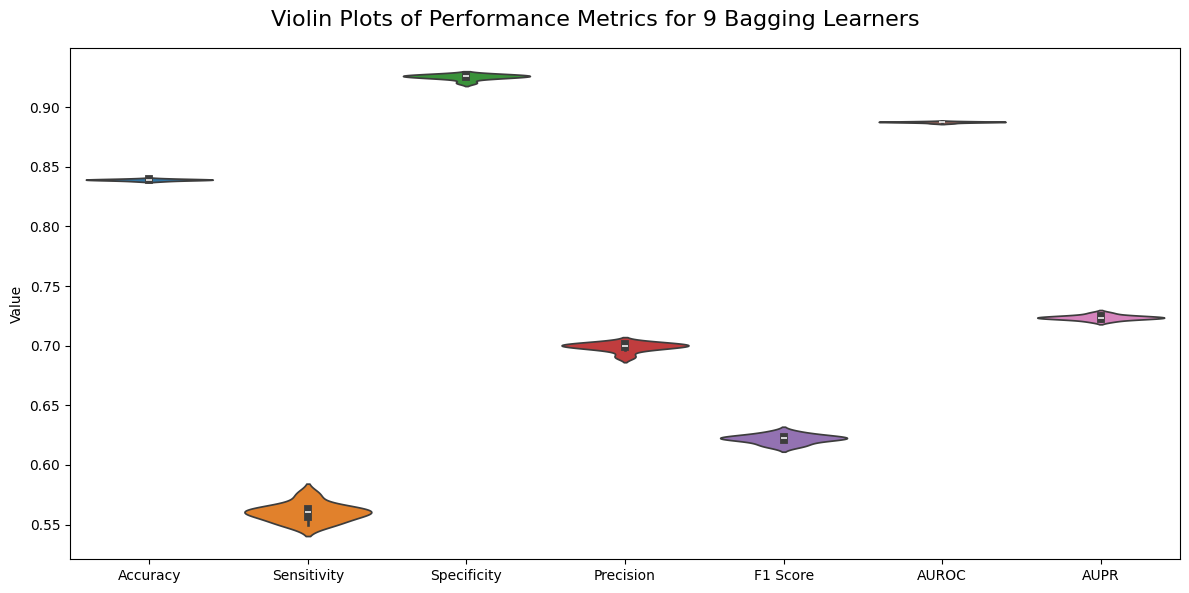 Violin Plots of Performance Metrics for 9 Bagging Learners
Value
0.90
0.85
0.80
0.75
0.70
0.65
0.60
0.55
Accuracy Sensitivity Specificity Precision F1 Score AUROC AUPR